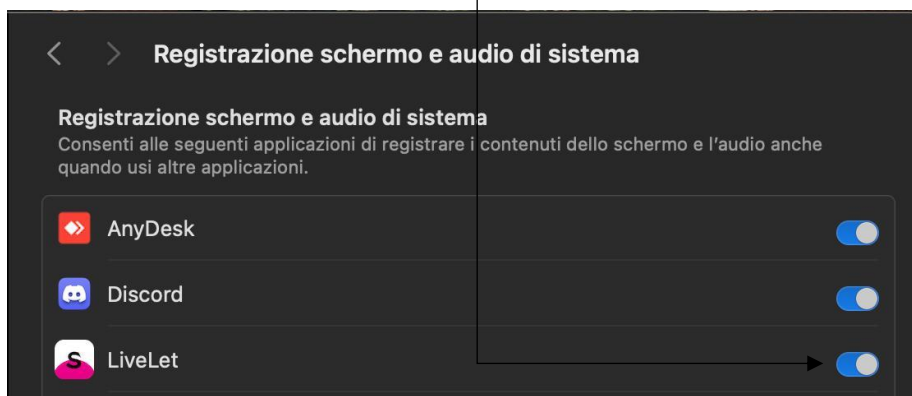 Registrazione schermo e audio di sistema
Registrazione schermo e audio di sistema
Consenti alle seguenti applicazioni di registrare i contenuti dello schermo e l'audio anche
quando usi altre applicazioni.
AnyDesk
Discord
S LiveLet